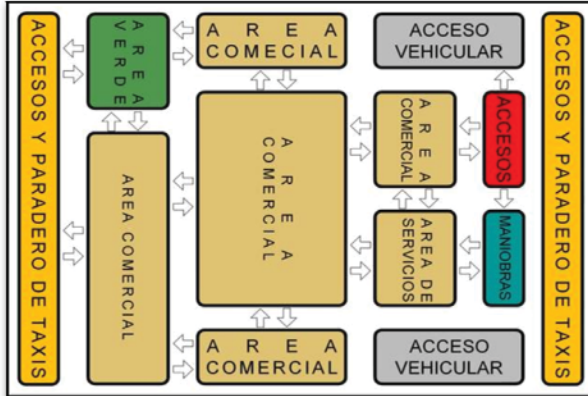 ACCESOS Y PARADERO DE TAXIS
AREA
VERDE
AREA
COMECIAL
ACCESO
VEHICULAR
ACCESOS Y PARADERO DE TAXIS
AREA COMERCIAL
AREA
COMERCIAL
AREA
COMERCIAL
ACCESOS
AREA DE
SERVICIOS
MANIOBRAS
AREA
COMERCIAL
ACCESO
VEHICULAR